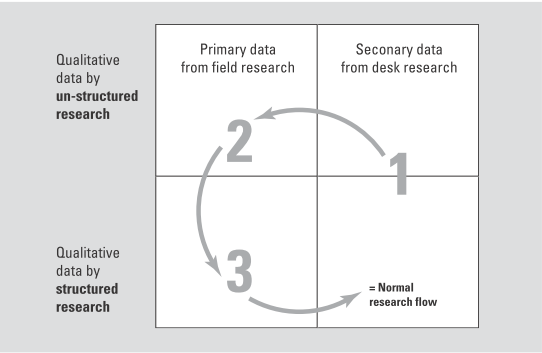 Primary data
from field research
Seconary data
from desk research
Qualitative
data by
un-structured
research
2
1
Qualitative
data by
structured
research
3
= Normal
research flow